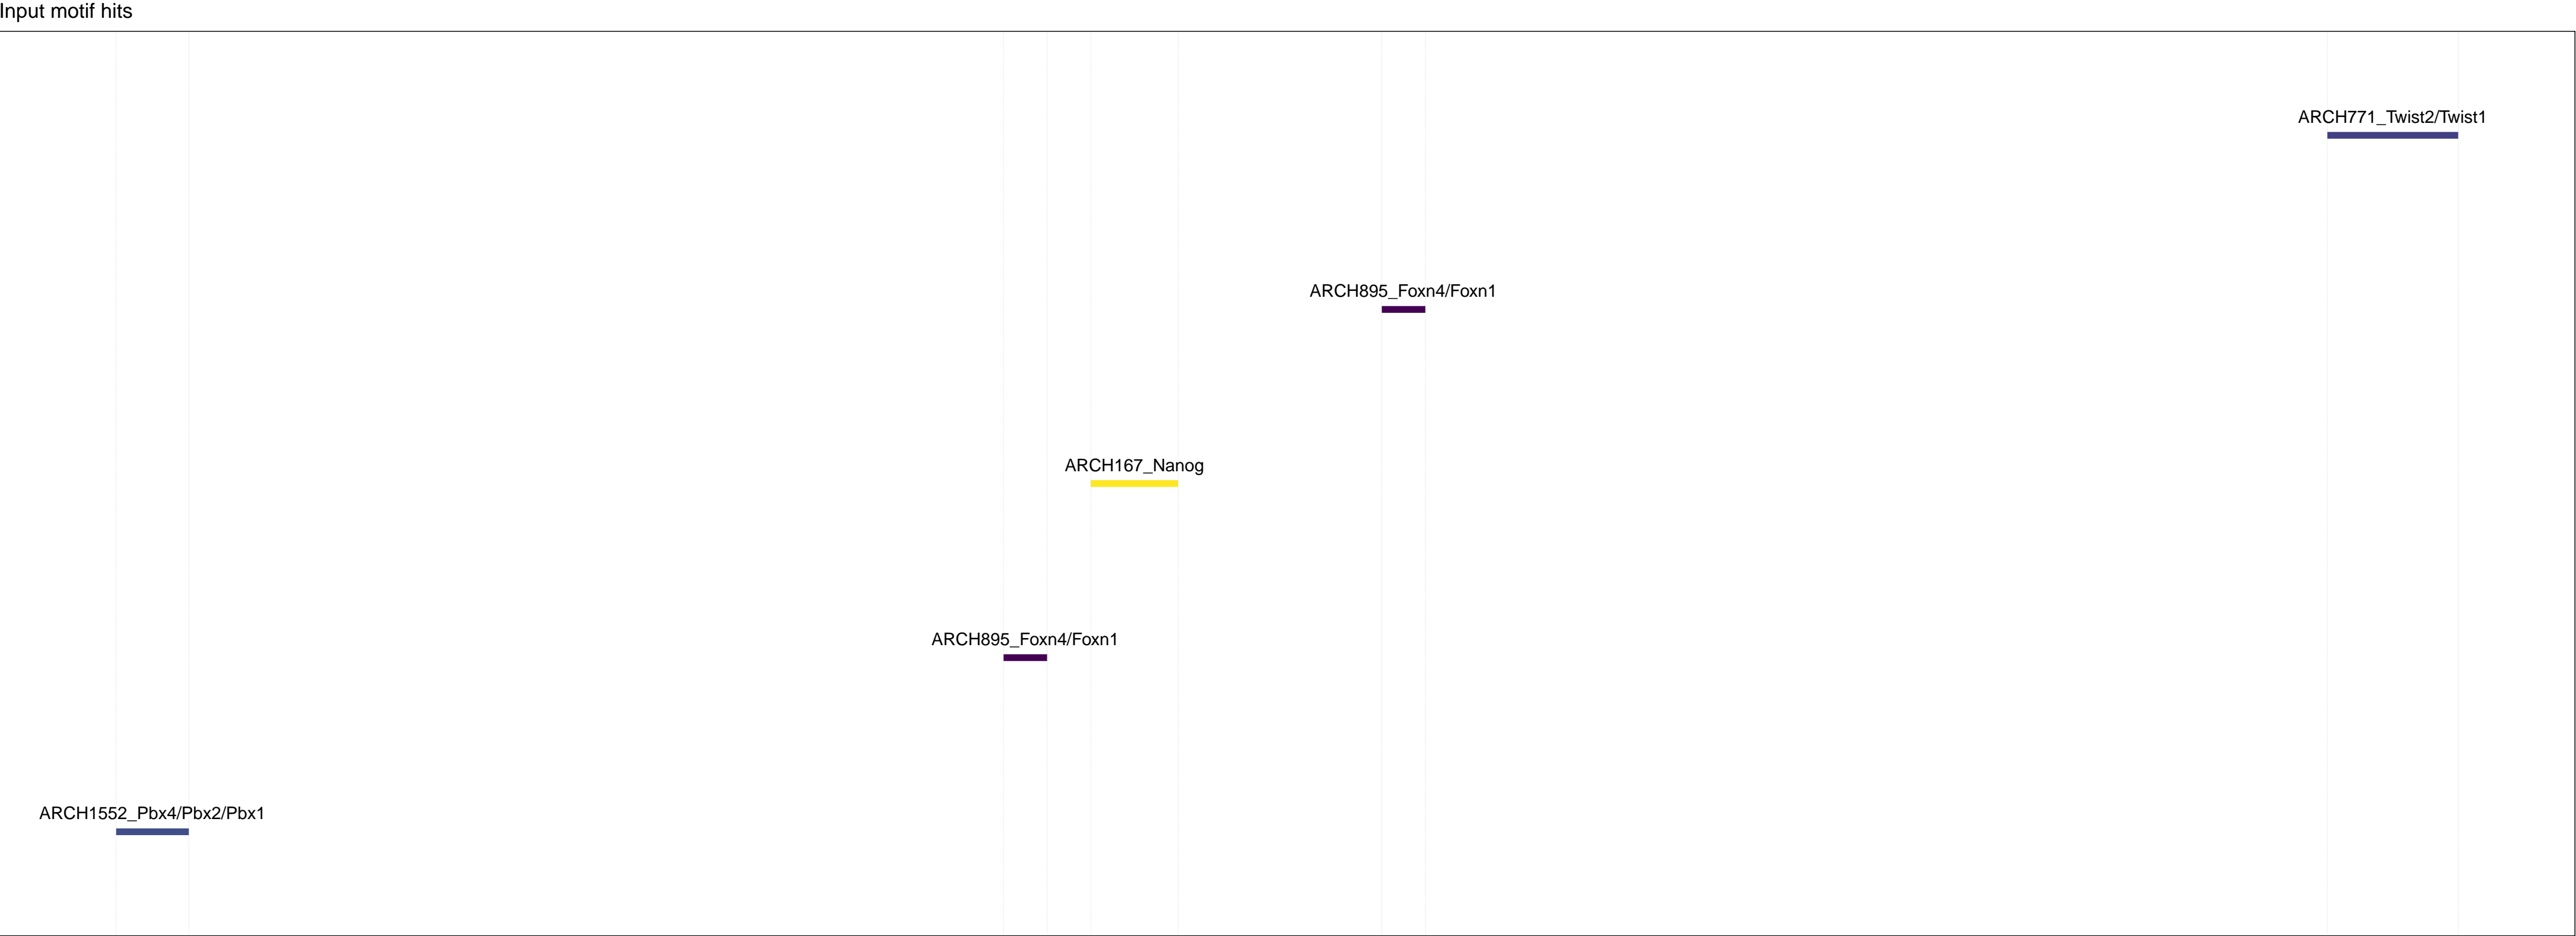 Input motif hits
ARCH771_Twist2/Twist1
ARCH895_Foxn4/Foxn1
ARCH167_Nanog
ARCH895_Foxn4/Foxn1
ARCH1552_Pbx4/Pbx2/Pbx1